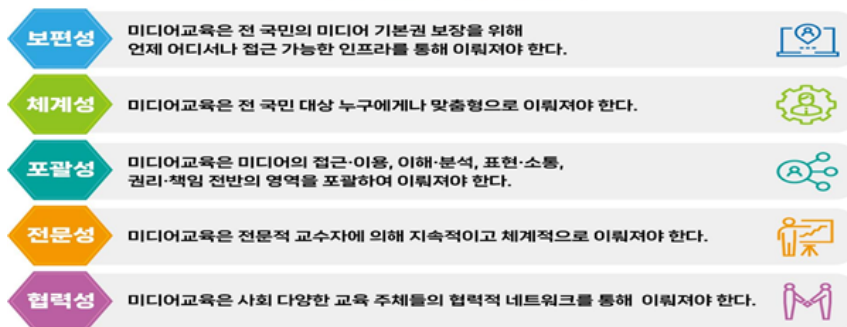 보편성
미디어교육은 전 국민의 미디어 기본권 보장을 위해
언제 어디서나 접근 가능한 인프라를 통해 이뤄져야 한다.
체계성
미디어교육은 전 국민 대상 누구에게나 맞춤형으로 이뤄져야 한다.
포괄성
미디어교육은 미디어의 접근·이용, 이해·분석, 표현·소통,
권리·책임 전반의 영역을 포괄하여 이뤄져야 한다.
전문성
미디어교육은 전문적 교수자에 의해 지속적이고 체계적으로 이뤄져야 한다.
협력성
미디어교육은 사회 다양한 교육 주체들의 협력적 네트워크를 통해 이뤄져야 한다.